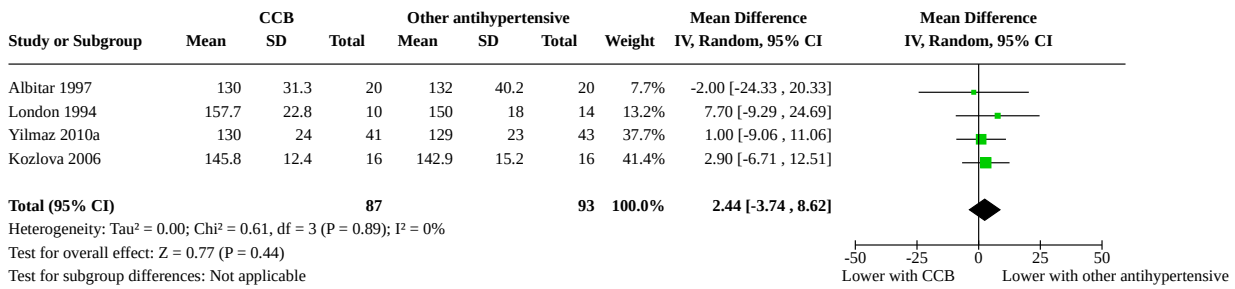 CCB Other antihypertensive Mean Difference Mean Difference
Study or Subgroup Mean SD Total Mean SD Total Weight IV, Random, 95% CI IV, Random, 95% CI
Albitar 1997 130 31.3 20 132 40.2 20 7.7% -2.00 [-24.33 , 20.33]
London 1994 157.7 22.8 10 150 18 14 13.2% 7.70 [-9.29 , 24.69]
Yilmaz 2010a 130 24 41 129 23 43 37.7% 1.00 [-9.06 , 11.06]
Kozlova 2006 145.8 12.4 16 142.9 15.2 16 41.4% 2.90 [-6.71 , 12.51]
Total (95% CI) 87 93 100.0% 2.44 [-3.74 , 8.62]
Heterogeneity: Tau² = 0.00; Chi² = 0.61, df = 3 (P = 0.89); I² = 0%
Test for overall effect: Z = 0.77 (P = 0.44)
-50 -25 0 25 50
Test for subgroup differences: Not applicable Lower with CCB Lower with other antihypertensive